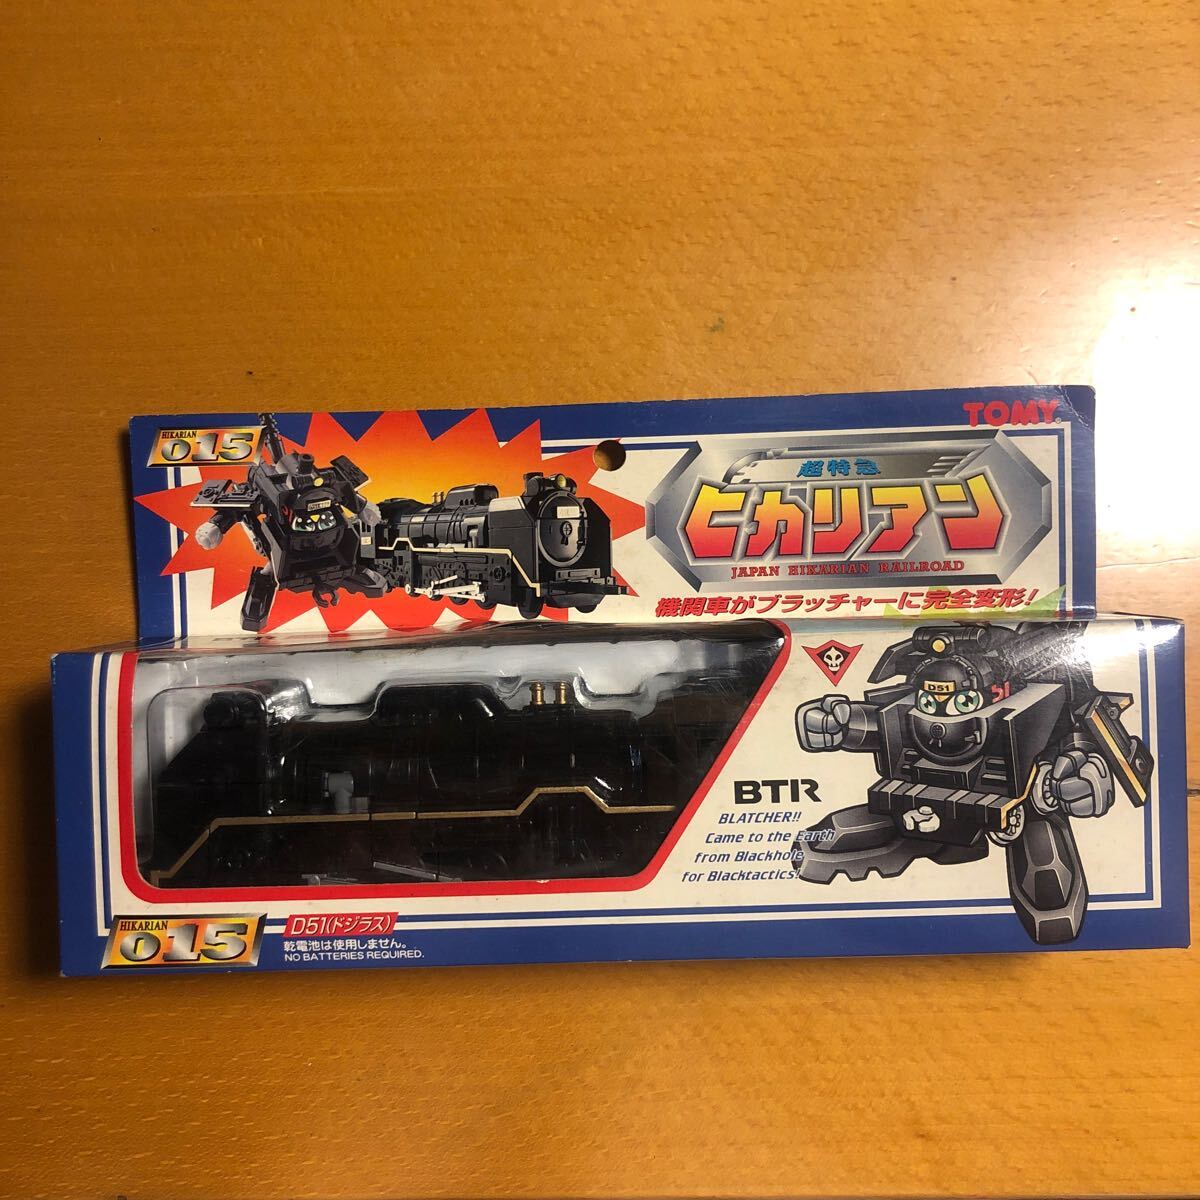 HIKARIAN
015
TOMY
超特急
ヒカリアン
JAPAN HIKARIAN RAILROAD
機関車がブラッチャーに完全変形!
D51
51
BTR
BLATCHER!!
Came to the Earth
from Blackhole
for Blacktactics!
HIKARIAN
015
D51(ドジラス)
乾電池は使用しません。
NO BATTERIES REQUIRED.